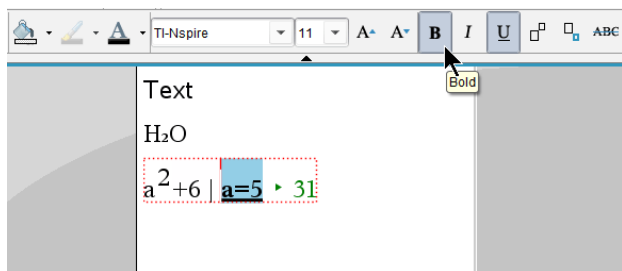 TI-Nspire 11 A A B I U ABC
Bold
Text
H₂O
a²+6 | a=5 ▸ 31